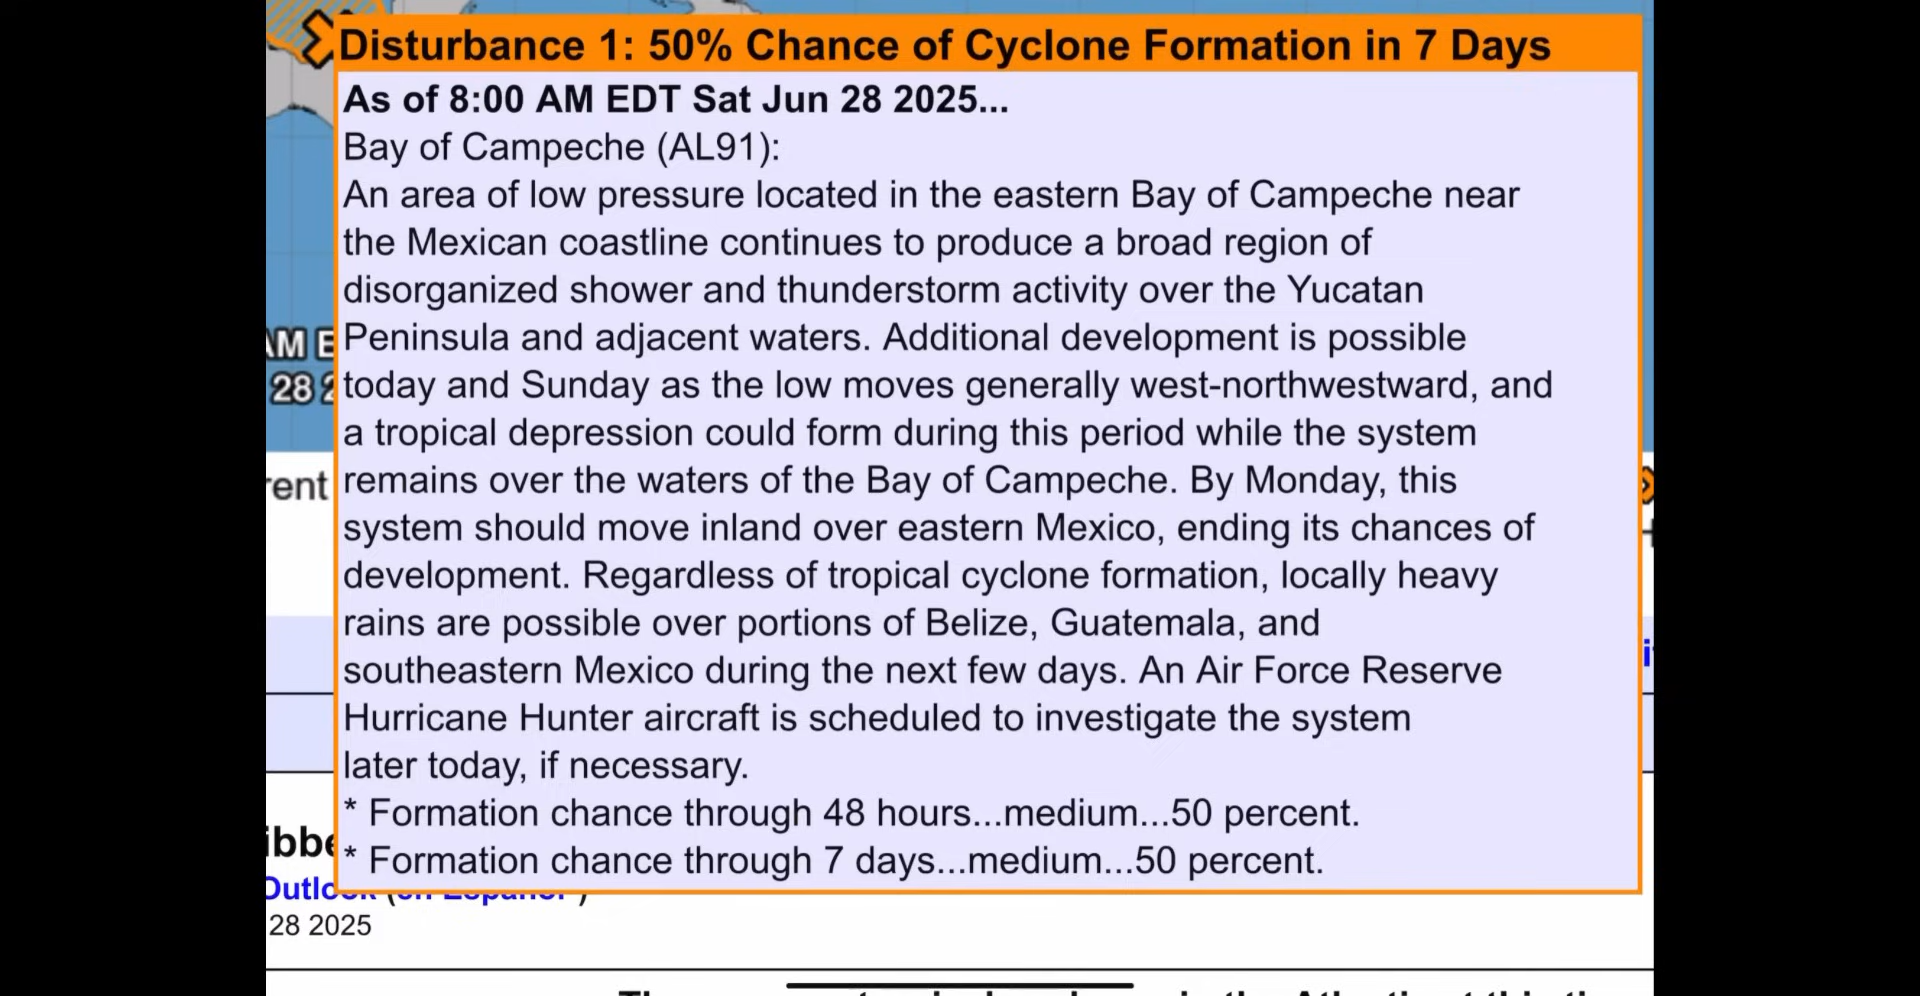 Disturbance 1: 50% Chance of Cyclone Formation in 7 Days
As of 8:00 AM EDT Sat Jun 28 2025...
Bay of Campeche (AL91):
An area of low pressure located in the eastern Bay of Campeche near
the Mexican coastline continues to produce a broad region of
disorganized shower and thunderstorm activity over the Yucatan
Peninsula and adjacent waters. Additional development is possible
today and Sunday as the low moves generally west-northwestward, and
a tropical depression could form during this period while the system
remains over the waters of the Bay of Campeche. By Monday, this
system should move inland over eastern Mexico, ending its chances of
development. Regardless of tropical cyclone formation, locally heavy
rains are possible over portions of Belize, Guatemala, and
southeastern Mexico during the next few days. An Air Force Reserve
Hurricane Hunter aircraft is scheduled to investigate the system
later today, if necessary.
* Formation chance through 48 hours...medium...50 percent.
* Formation chance through 7 days...medium...50 percent.
28 2025